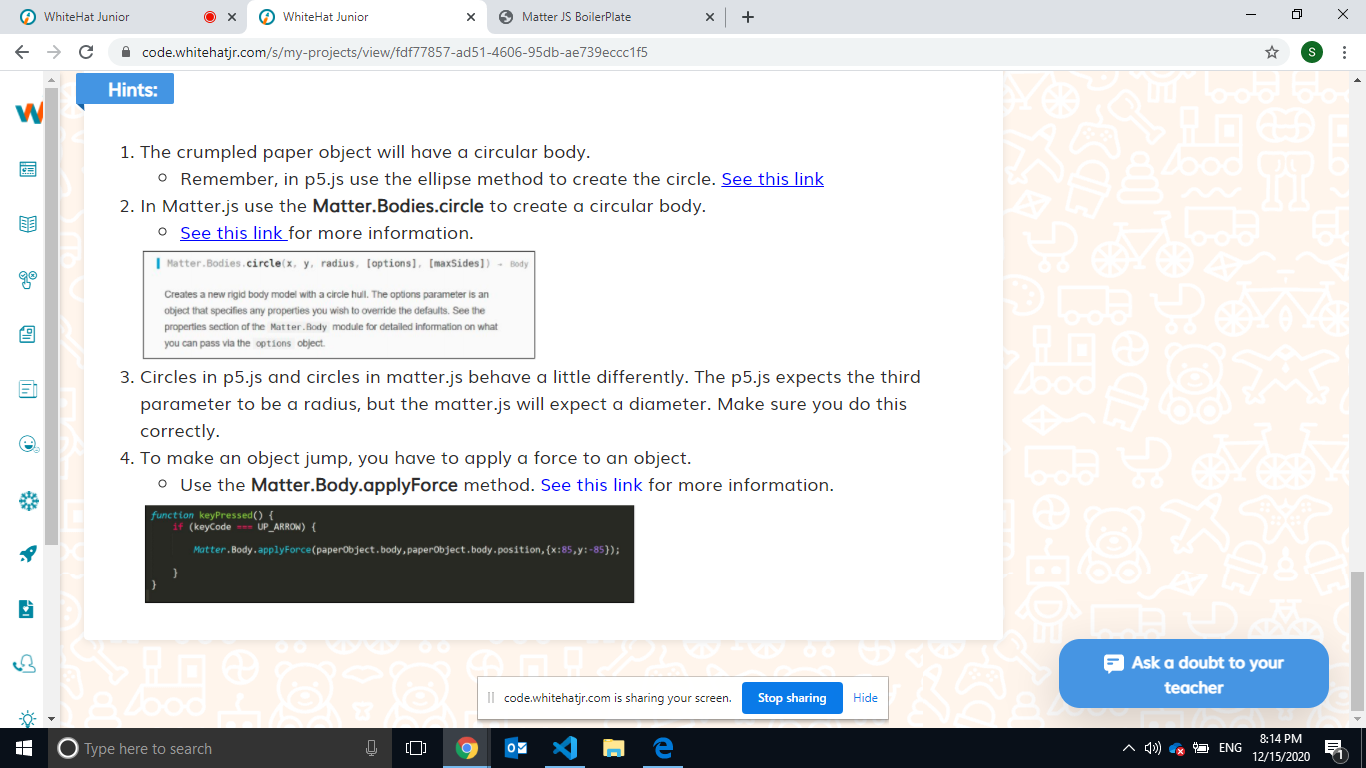 WhiteHat Junior
WhiteHat Junior
Matter JS BoilerPlate
code.whitehatjr.com/s/my-projects/view/fdf77857-ad51-4606-95db-ae739eccc1f5
S
W
Hints:
1. The crumpled paper object will have a circular body.
Remember, in p5.js use the ellipse method to create the circle. See this link
2. In Matter.js use the Matter.Bodies.circle to create a circular body.
See this link for more information.
Matter.Bodies.circle(x, y, radius, [options], [maxSides]) → Body
Creates a new rigid body model with a circle hull. The options parameter is an
object that specifies any properties you wish to override the defaults. See the
properties section of the Matter.Body module for detailed information on what
you can pass via the options object.
3. Circles in p5.js and circles in matter.js behave a little differently. The p5.js expects the third
parameter to be a radius, but the matter.js will expect a diameter. Make sure you do this
correctly.
4. To make an object jump, you have to apply a force to an object.
Use the Matter.Body.applyForce method. See this link for more information.
function keyPressed() {
if (keyCode === UP_ARROW) {
Matter.Body.applyForce(paperObject.body,paperObject.body.position,{x:85,y:-85});
}
}
Ask a doubt to your
teacher
code.whitehatjr.com is sharing your screen.
Stop sharing
Hide
Type here to search
ENG
8:14 PM
12/15/2020
1